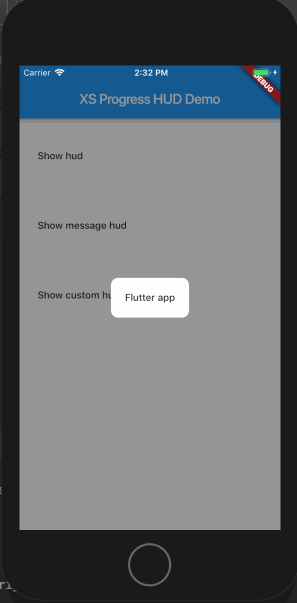 Carrier
2:32 PM
DEBUG
XS Progress HUD Demo
Show hud
Show message hud
Show custom hu
Flutter app